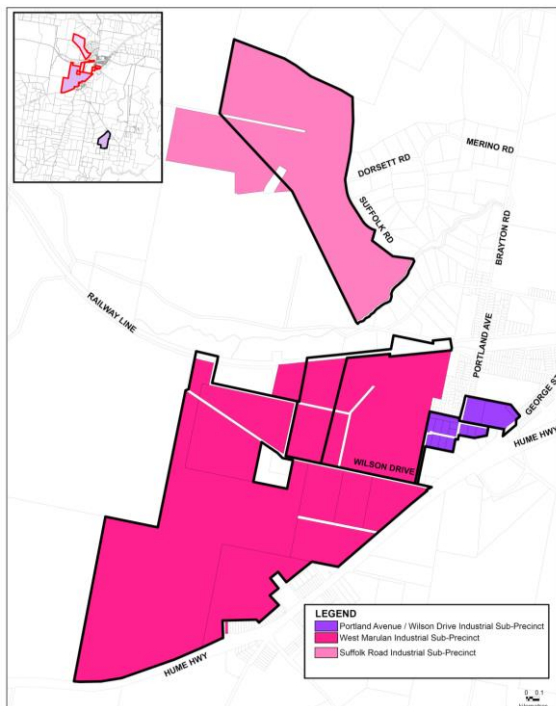 MERINO RD
DORSETT RD
SUFFOLK RD
BRAYTON RD
RAILWAY LINE
PORTLAND AVE
GEORGE ST
HUME HWY
WILSON DRIVE
HUME HWY
LEGEND
Portland Avenue / Wilson Drive Industrial Sub-Precinct
West Marulan Industrial Sub-Precinct
Suffolk Road Industrial Sub-Precinct
0 0.1